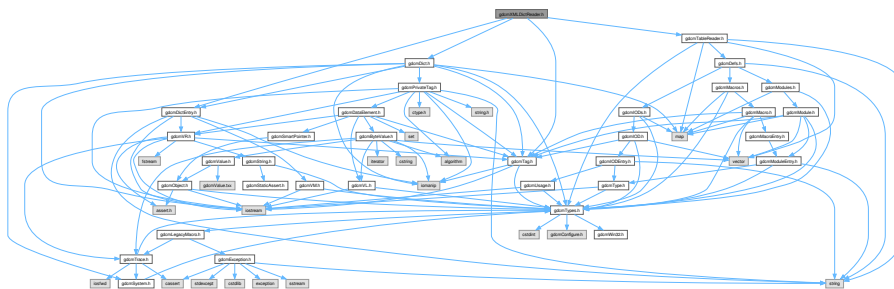 gdcmXMLDictReader.h
gdcmTableReader.h
gdcmDict.h
gdcmDefs.h
gdcmPrivateTag.h
gdcmMacros.h
gdcmModules.h
gdcmDictEntry.h
gdcmDataElement.h
ctype.h
string.h
gdcmIODs.h
gdcmMacro.h
gdcmModule.h
gdcmVR.h
gdcmSmartPointer.h
gdcmByteValue.h
set
gdcmIOD.h
map
gdcmMacroEntry.h
fstream
gdcmValue.h
gdcmString.h
iterator
cstring
algorithm
gdcmTag.h
gdcmIODEntry.h
vector
gdcmModuleEntry.h
gdcmObject.h
gdcmValue.txx
gdcmStaticAssert.h
gdcmVM.h
gdcmVL.h
iomanip
gdcmUsage.h
gdcmType.h
assert.h
iostream
gdcmTypes.h
gdcmLegacyMacro.h
cstdint
gdcmConfigure.h
gdcmWin32.h
gdcmTrace.h
gdcmException.h
iosfwd
gdcmSystem.h
cassert
stdexcept
cstdlib
exception
sstream
string